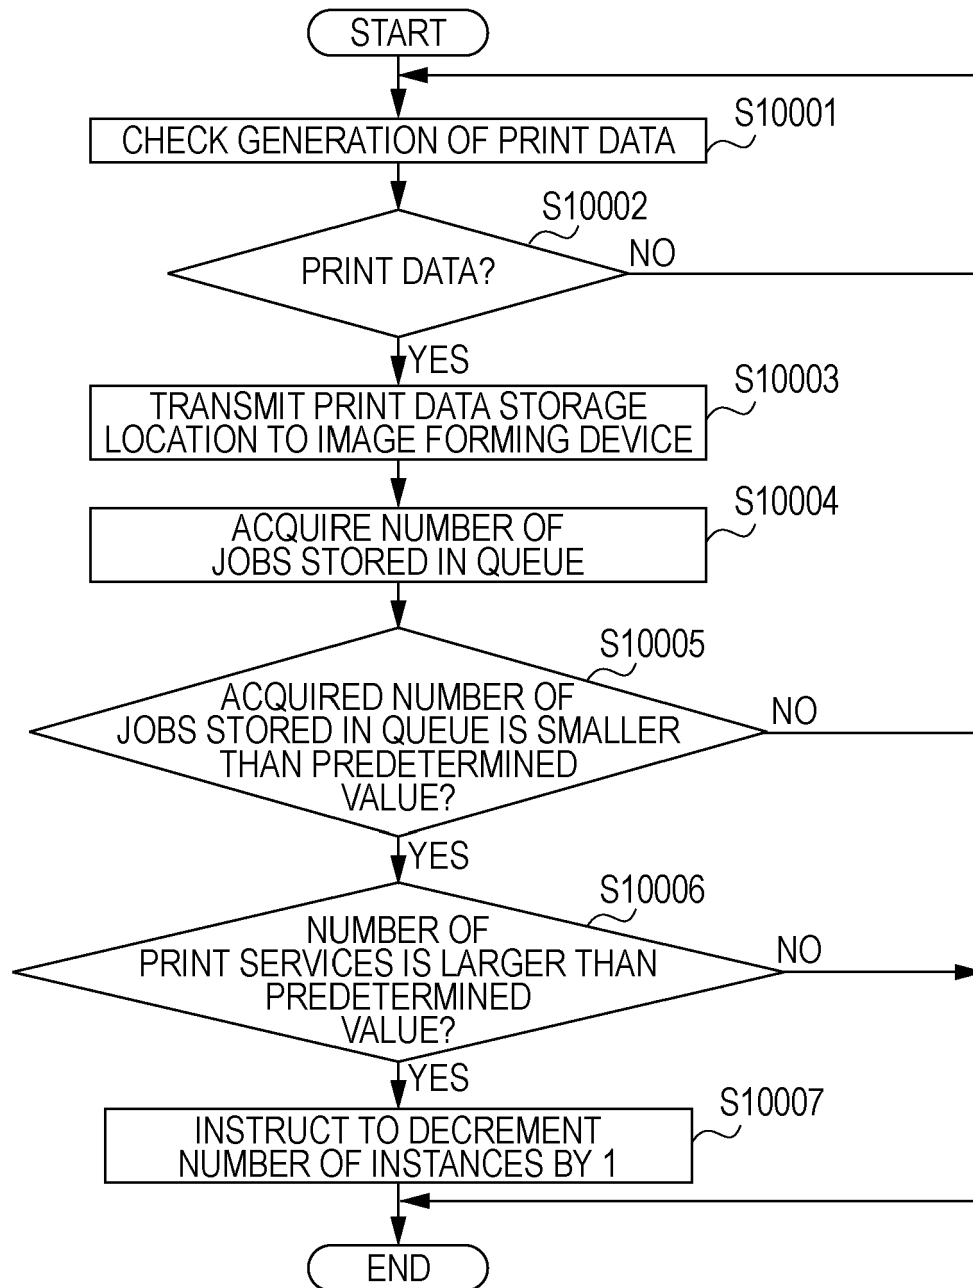 START
S10001
CHECK GENERATION OF PRINT DATA
S10002
PRINT DATA?
NO
YES
S10003
TRANSMIT PRINT DATA STORAGE
LOCATION TO IMAGE FORMING DEVICE
S10004
ACQUIRE NUMBER OF
JOBS STORED IN QUEUE
S10005
ACQUIRED NUMBER OF
JOBS STORED IN QUEUE IS SMALLER
THAN PREDETERMINED
VALUE?
NO
YES
S10006
NUMBER OF
PRINT SERVICES IS LARGER THAN
PREDETERMINED
VALUE?
NO
YES
S10007
INSTRUCT TO DECREMENT
NUMBER OF INSTANCES BY 1
END